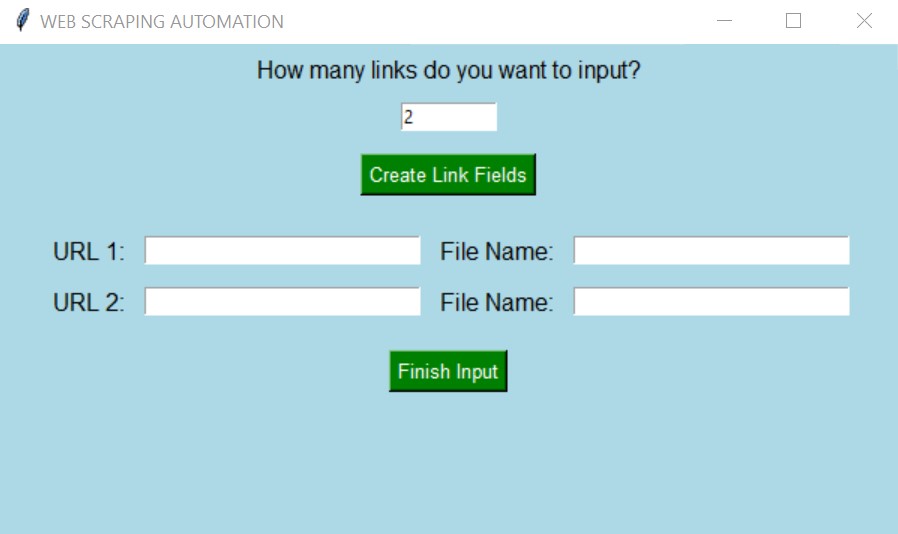 WEB SCRAPING AUTOMATION
How many links do you want to input?
2
Create Link Fields
URL 1: File Name:
URL 2: File Name:
Finish Input